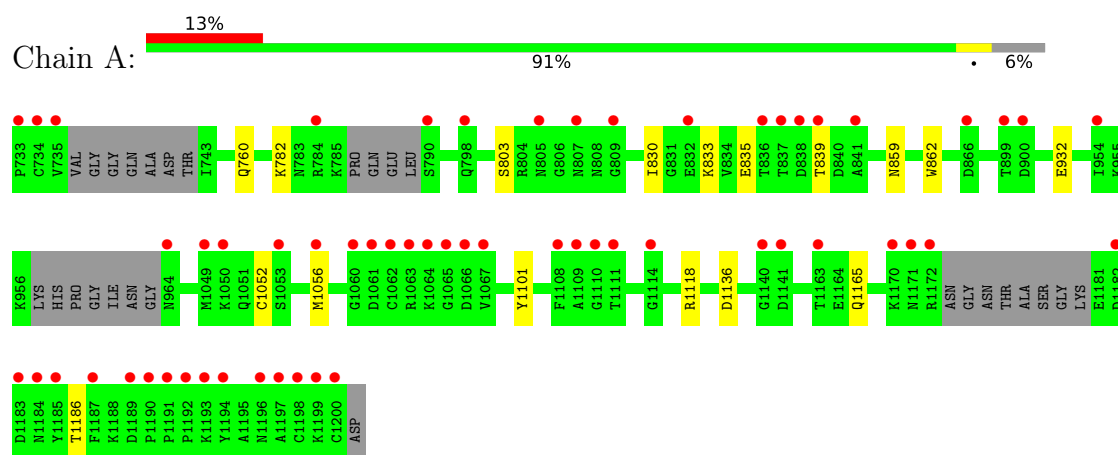 13%
Chain A:
91% • 6%
P733 C734 V735 VAL GLY GLY GLN ALA ASP THR I743 Q760 K782 N783 R784 K785 PRO GLN GLU LEU S790 Q798 S803 R804 N805 G806 N807 N808 G809 I830 G831 E832 K833 V834 E835 T836 T837 D838 T839 D840 A841 N859 W862 D866 T899 D900 E932 I954 K955
K956 LYS HIS PRO GLY ILE ASN GLY N964 M1049 K1050 Q1051 C1052 S1053 M1056 G1060 D1061 C1062 R1063 K1064 G1065 D1066 V1067 Y1101 F1108 A1109 G1110 T1111 G1114 R1118 D1136 G1140 D1141 T1163 E1164 Q1165 K1170 N1171 R1172 ASN GLY ASN THR ALA SER GLY LYS E1181
D1183 N1184 Y1185 T1186 F1187 K1188 D1189 P1190 P1191 P1192 K1193 Y1194 A1195 N1196 A1197 C1198 K1199 C1200 ASP